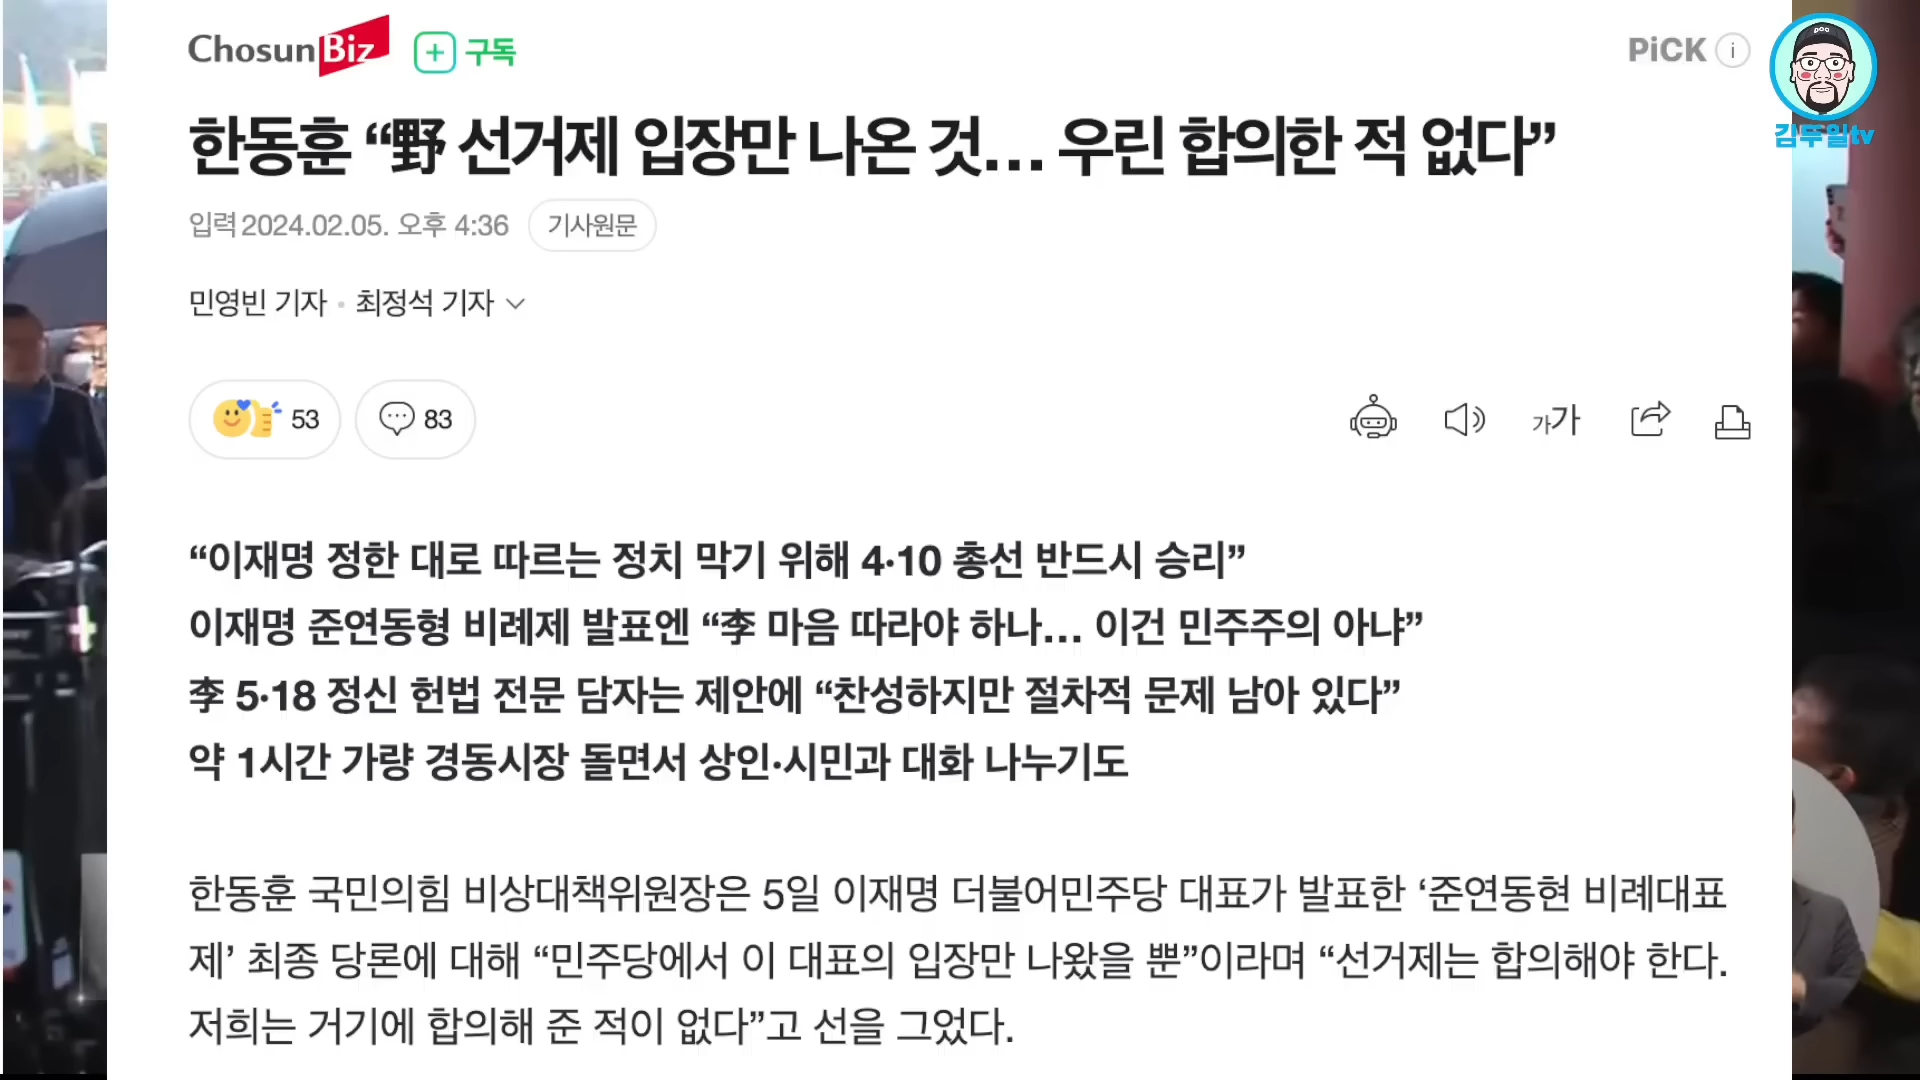 ChosunBiz
구독
PiCK
poo
김두일tv
한동훈 “野 선거제 입장만 나온 것… 우린 합의한 적 없다”
입력 2024.02.05. 오후 4:36
기사원문
민영빈 기자 · 최정석 기자
53
83
가가
“이재명 정한 대로 따르는 정치 막기 위해 4·10 총선 반드시 승리”
이재명 준연동형 비례제 발표엔 “李 마음 따라야 하나… 이건 민주주의 아냐”
李 5·18 정신 헌법 전문 담자는 제안에 “찬성하지만 절차적 문제 남아 있다”
약 1시간 가량 경동시장 돌면서 상인·시민과 대화 나누기도
한동훈 국민의힘 비상대책위원장은 5일 이재명 더불어민주당 대표가 발표한 ‘준연동현 비례대표
제’ 최종 당론에 대해 “민주당에서 이 대표의 입장만 나왔을 뿐”이라며 “선거제는 합의해야 한다.
저희는 거기에 합의해 준 적이 없다”고 선을 그었다.